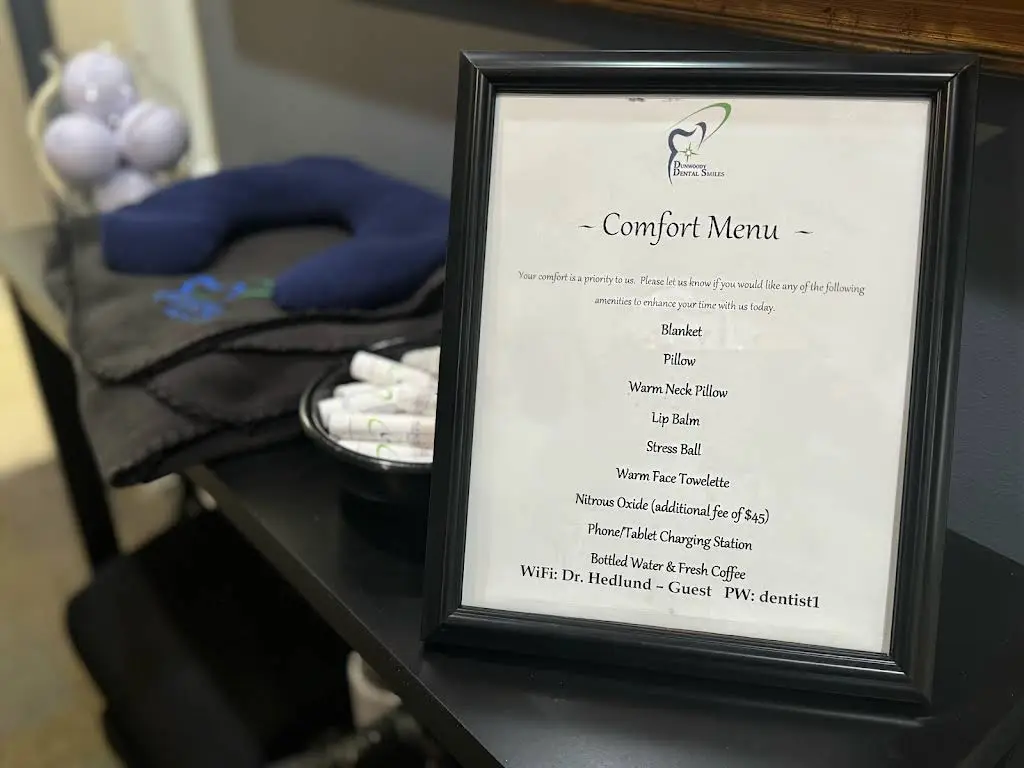 Dunwoody
Dental Smiles
~ Comfort Menu ~
Your comfort is a priority to us. Please let us know if you would like any of the following
amenities to enhance your time with us today.
Blanket
Pillow
Warm Neck Pillow
Lip Balm
Stress Ball
Warm Face Towelette
Nitrous Oxide (additional fee of $45)
Phone/Tablet Charging Station
Bottled Water & Fresh Coffee
WiFi: Dr. Hedlund ~ Guest PW: dentist1